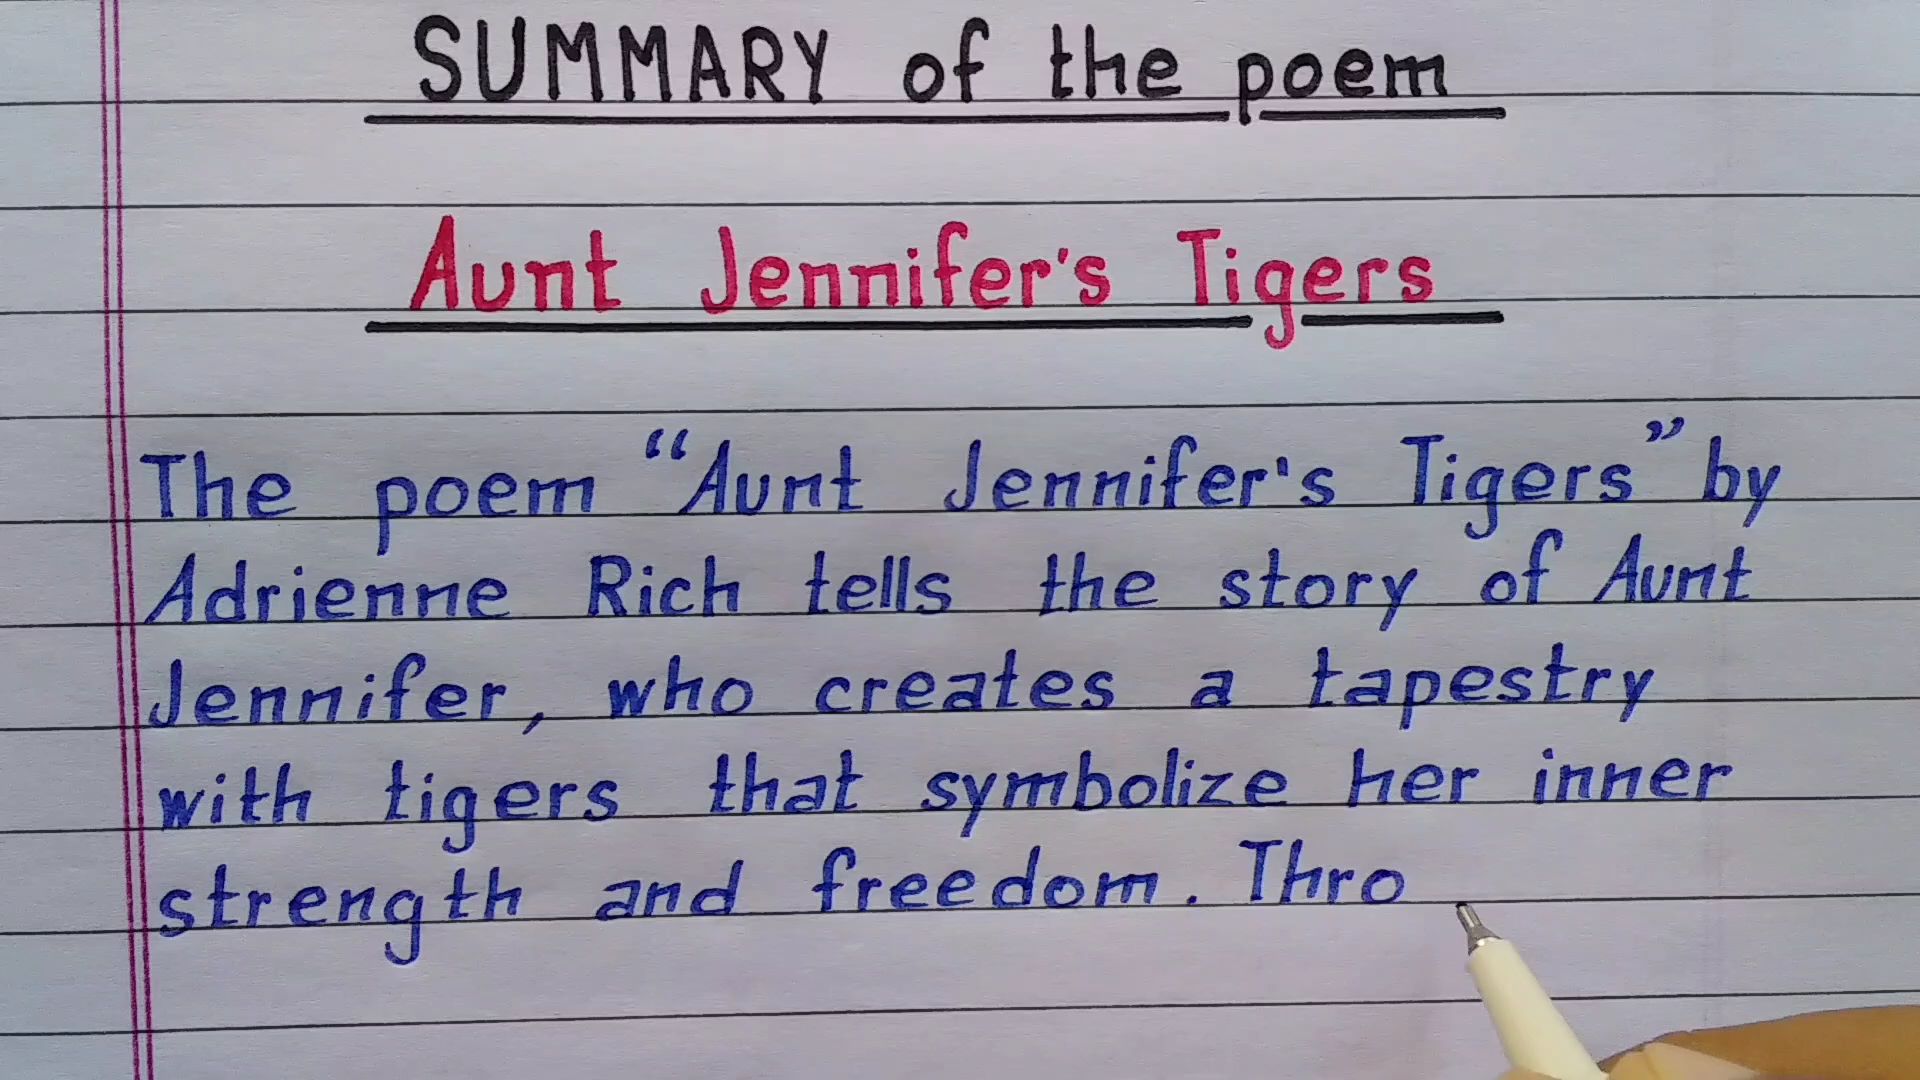 SUMMARY of the poem
Aunt Jennifer's Tigers
The poem “Aunt Jennifer's Tigers” by
Adrienne Rich tells the story of Aunt
Jennifer, who creates a tapestry
with tigers that symbolize her inner
strength and freedom. Thro